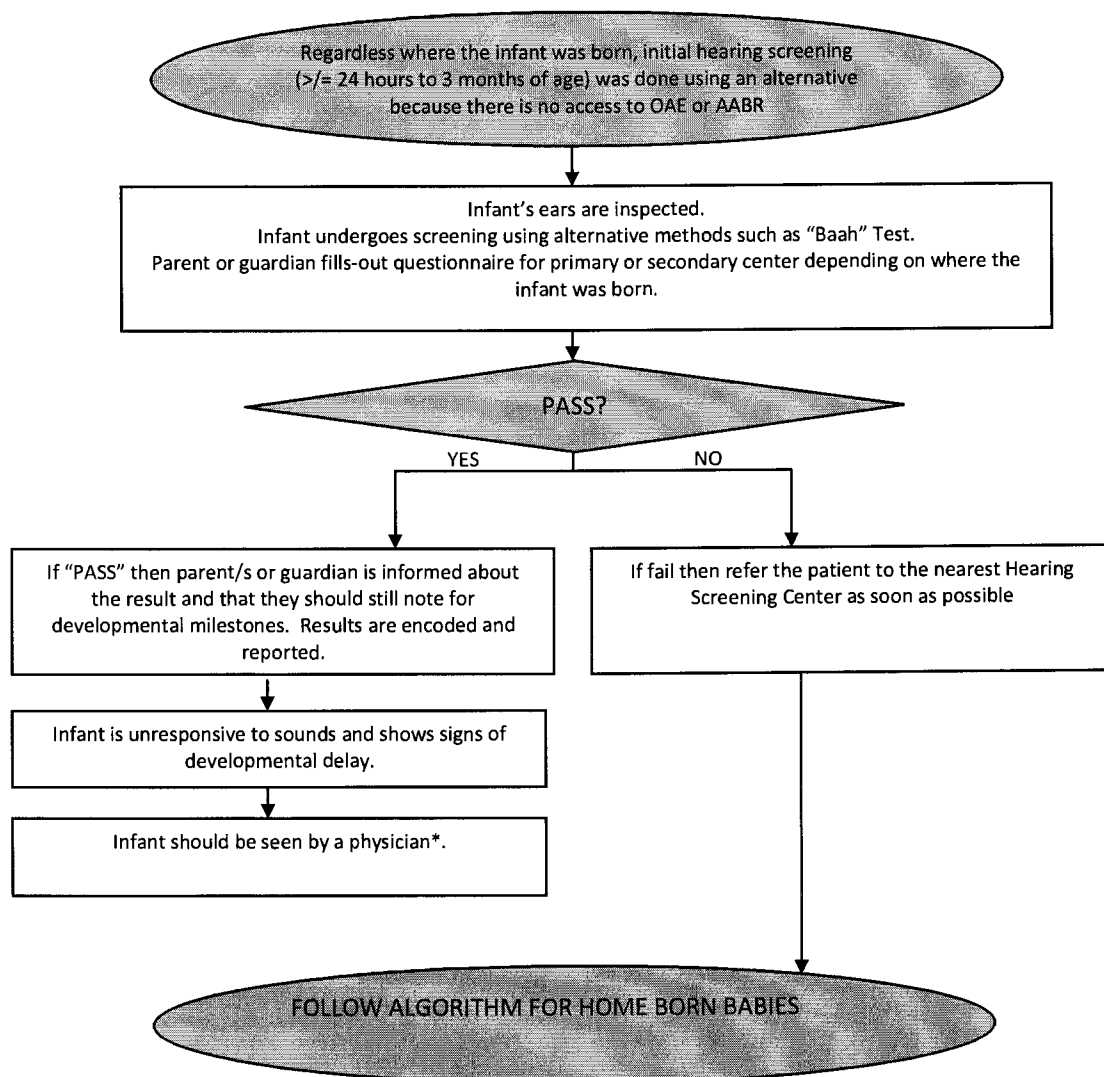 Regardless where the infant was born, initial hearing screening
(>/= 24 hours to 3 months of age) was done using an alternative
because there is no access to OAE or AABR
Infant's ears are inspected.
Infant undergoes screening using alternative methods such as “Baah” Test.
Parent or guardian fills-out questionnaire for primary or secondary center depending on where the
infant was born.
PASS?
YES
NO
If “PASS” then parent/s or guardian is informed about
the result and that they should still note for
developmental milestones. Results are encoded and
reported.
If fail then refer the patient to the nearest Hearing
Screening Center as soon as possible
Infant is unresponsive to sounds and shows signs of
developmental delay.
Infant should be seen by a physician*.
FOLLOW ALGORITHM FOR HOME BORN BABIES